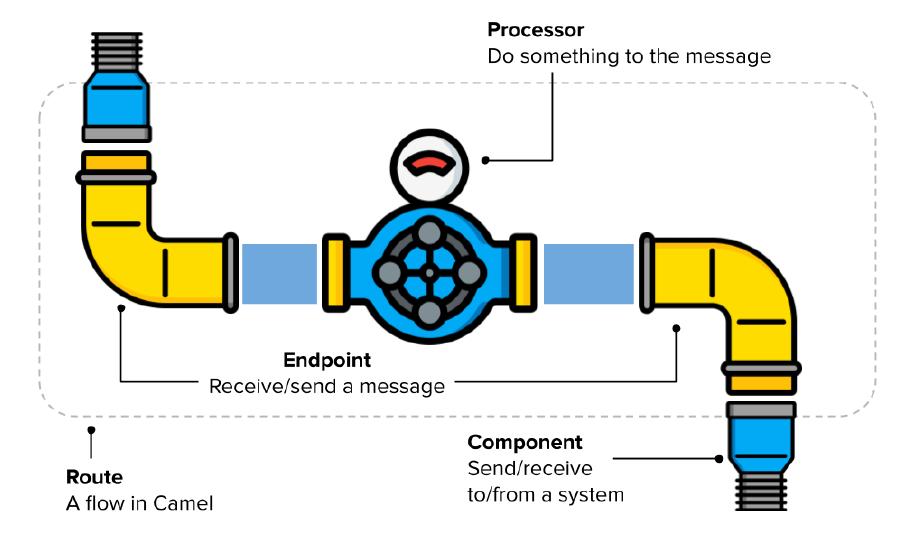 Processor
Do something to the message
Endpoint
Receive/send a message
Route
A flow in Camel
Component
Send/receive
to/from a system